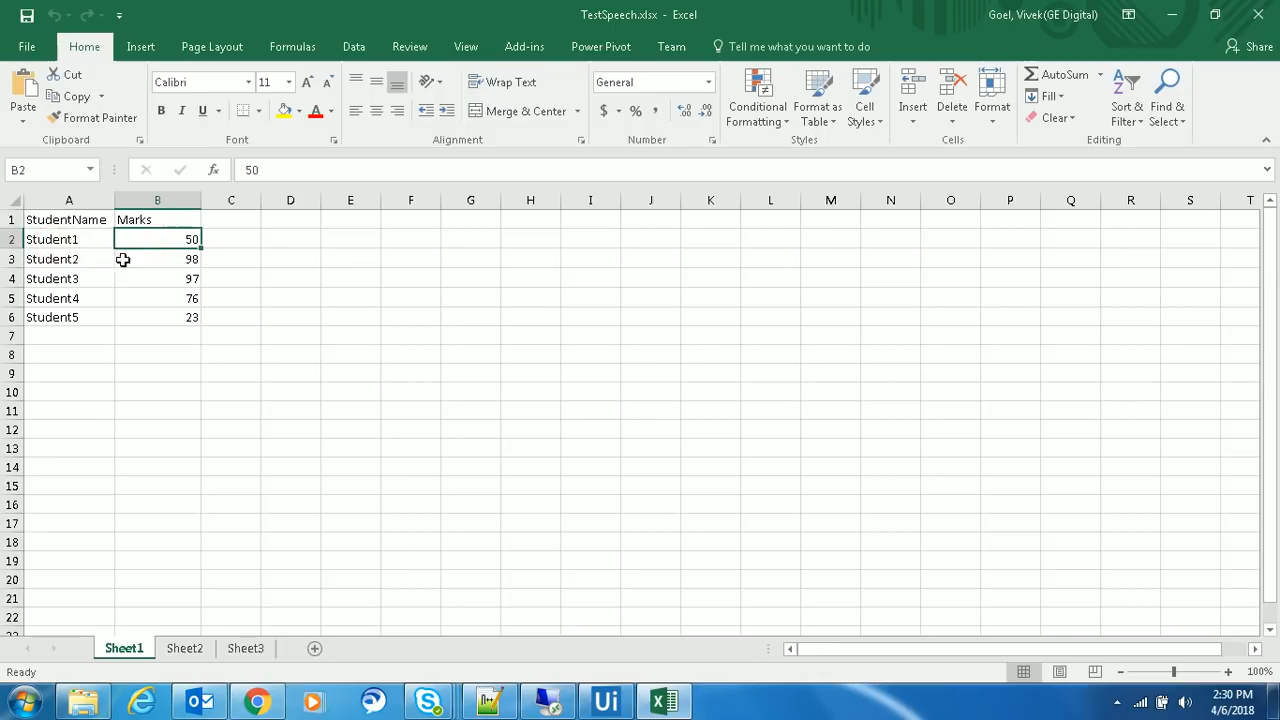 TestSpeech.xlsx - Excel
Goel, Vivek(GE Digital)
File Home Insert Page Layout Formulas Data Review View Add-ins Power Pivot Team Tell me what you want to do Share
Cut
Copy
Format Painter
Paste
Clipboard
Calibri 11
B I U A
Font
Wrap Text
Merge & Center
Alignment
General
$ % ,
Number
Conditional Formatting
Format as Table
Cell Styles
Styles
Insert Delete Format
Cells
AutoSum
Fill
Clear
Sort & Filter
Find & Select
Editing
B2 fx 50
A B C D E F G H I J K L M N O P Q R S T
1 StudentName Marks
2 Student1 50
3 Student2 98
4 Student3 97
5 Student4 76
6 Student5 23
7
8
9
10
11
12
13
14
15
16
17
18
19
20
21
22
Sheet1 Sheet2 Sheet3
Ready 100%
Ui
2:30 PM
4/6/2018